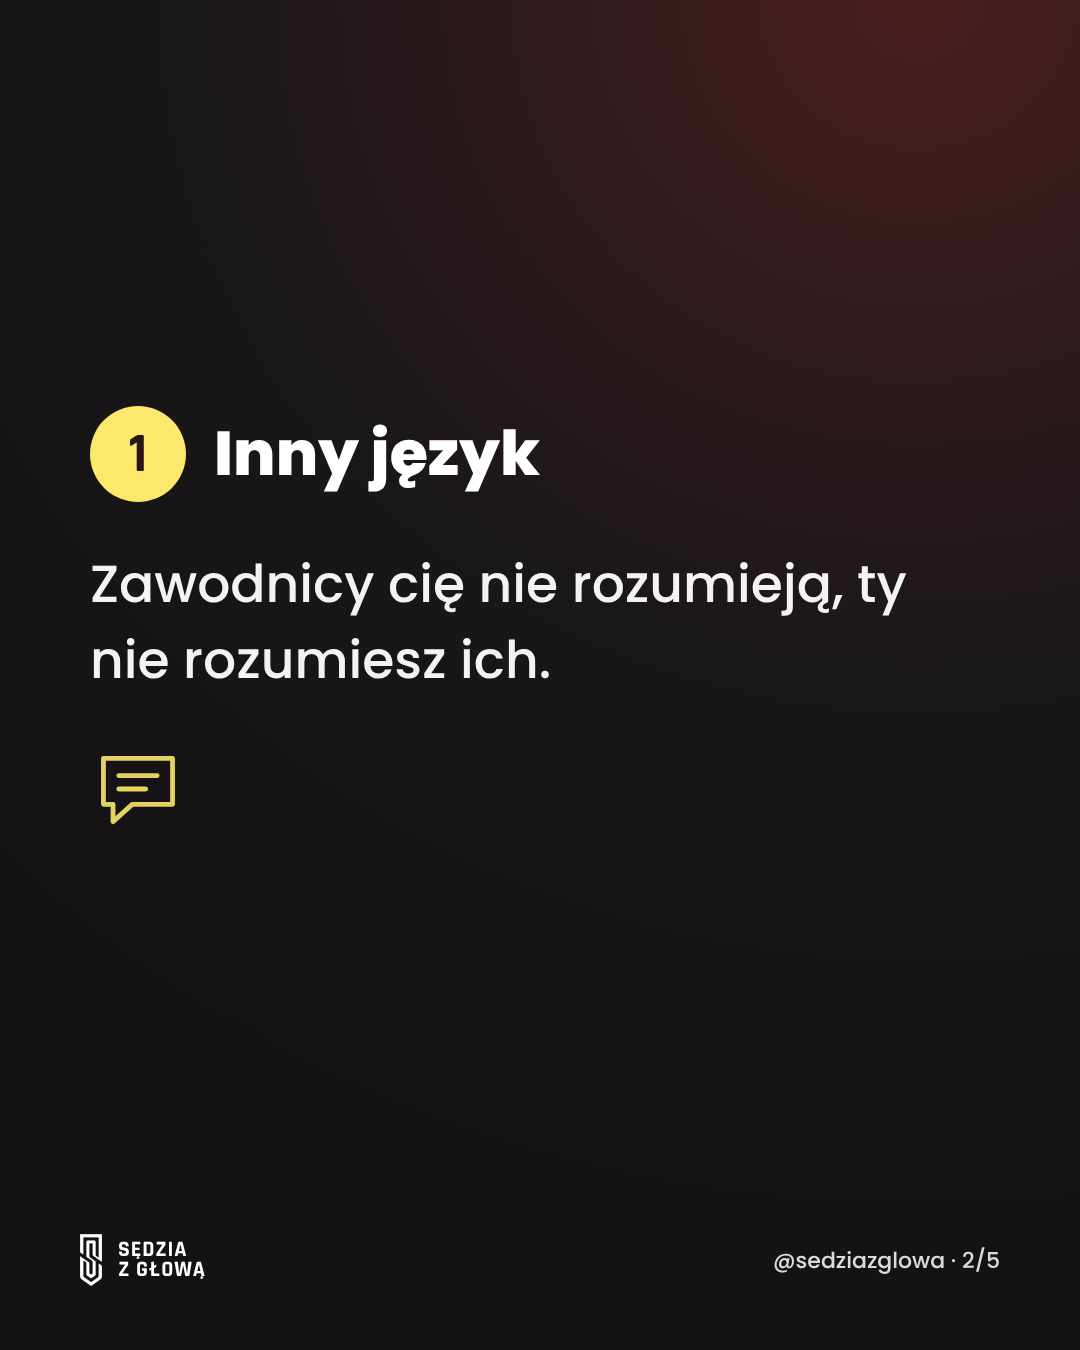 1 Inny język
Zawodnicy cię nie rozumieją, ty
nie rozumiesz ich.
SĘDZIA
Z GŁOWĄ
@sedziazglowa · 2/5